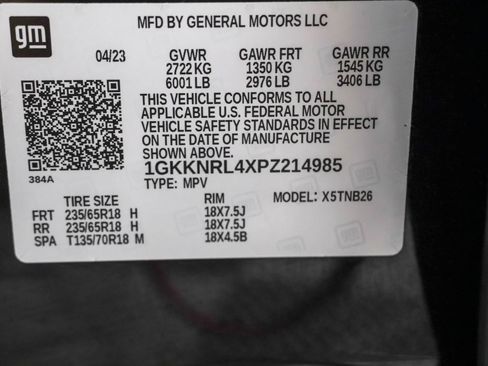 gm
MFD BY GENERAL MOTORS LLC
04/23 GVWR GAWR FRT GAWR RR
2722 KG 1350 KG 1545 KG
6001 LB 2976 LB 3406 LB
THIS VEHICLE CONFORMS TO ALL
APPLICABLE U.S. FEDERAL MOTOR
VEHICLE SAFETY STANDARDS IN EFFECT
ON THE DATE OF MANUFACTURE
SHOWN ABOVE.
384A
1GKKNRL4XPZ214985
TYPE: MPV
TIRE SIZE RIM MODEL: X5TNB26
FRT 235/65R18 H 18X7.5J
RR 235/65R18 H 18X7.5J
SPA T135/70R18 M 18X4.5B